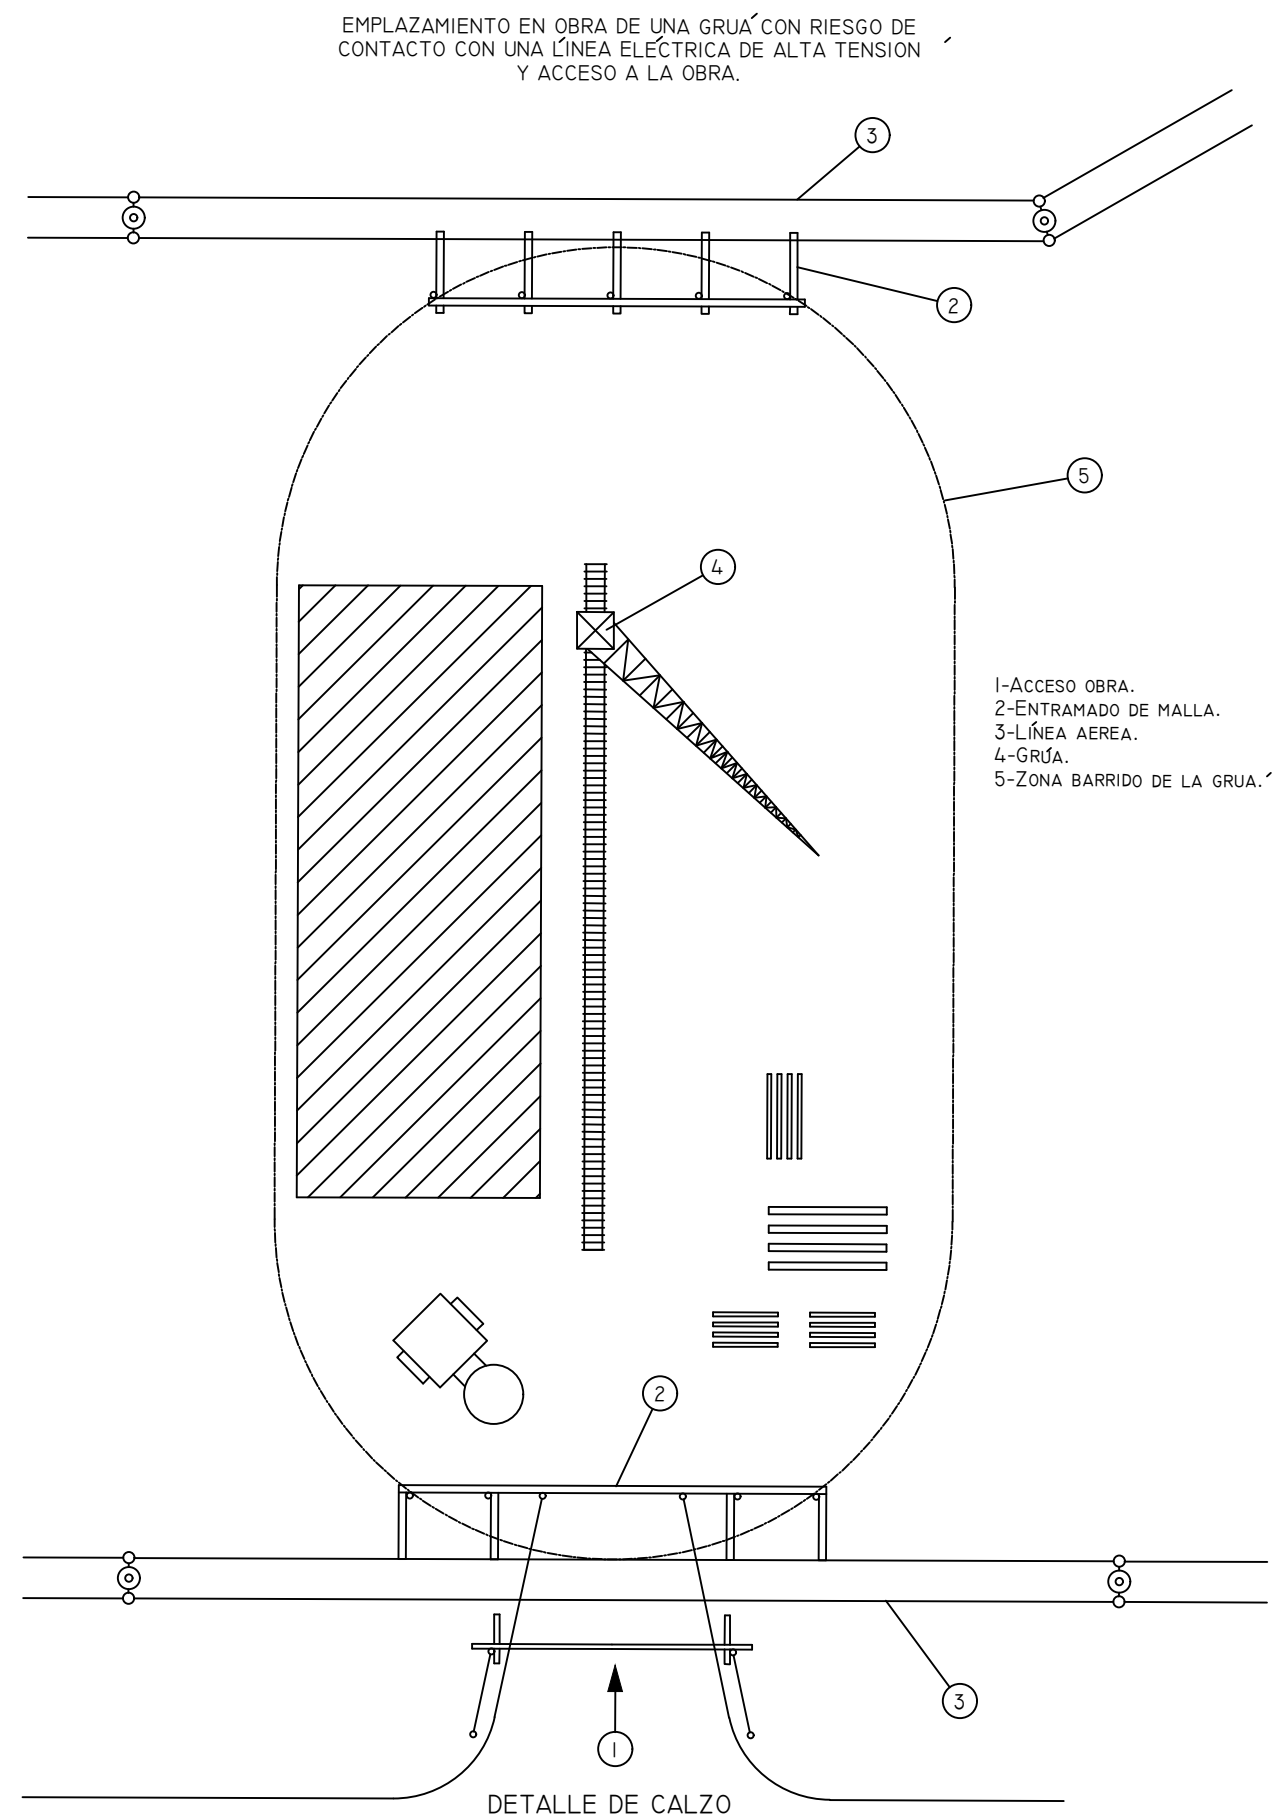 EMPLAZAMIENTO EN OBRA DE UNA GRUÁ CON RIESGO DE
CONTACTO CON UNA LÍNEA ELÉCTRICA DE ALTA TENSION ´
Y ACCESO A LA OBRA.
3
2
5
4
1-ACCESO OBRA.
2-ENTRAMADO DE MALLA.
3-LÍNEA AEREA.
4-GRÚA.
5-ZONA BARRIDO DE LA GRUA.´
2
3
1
DETALLE DE CALZO